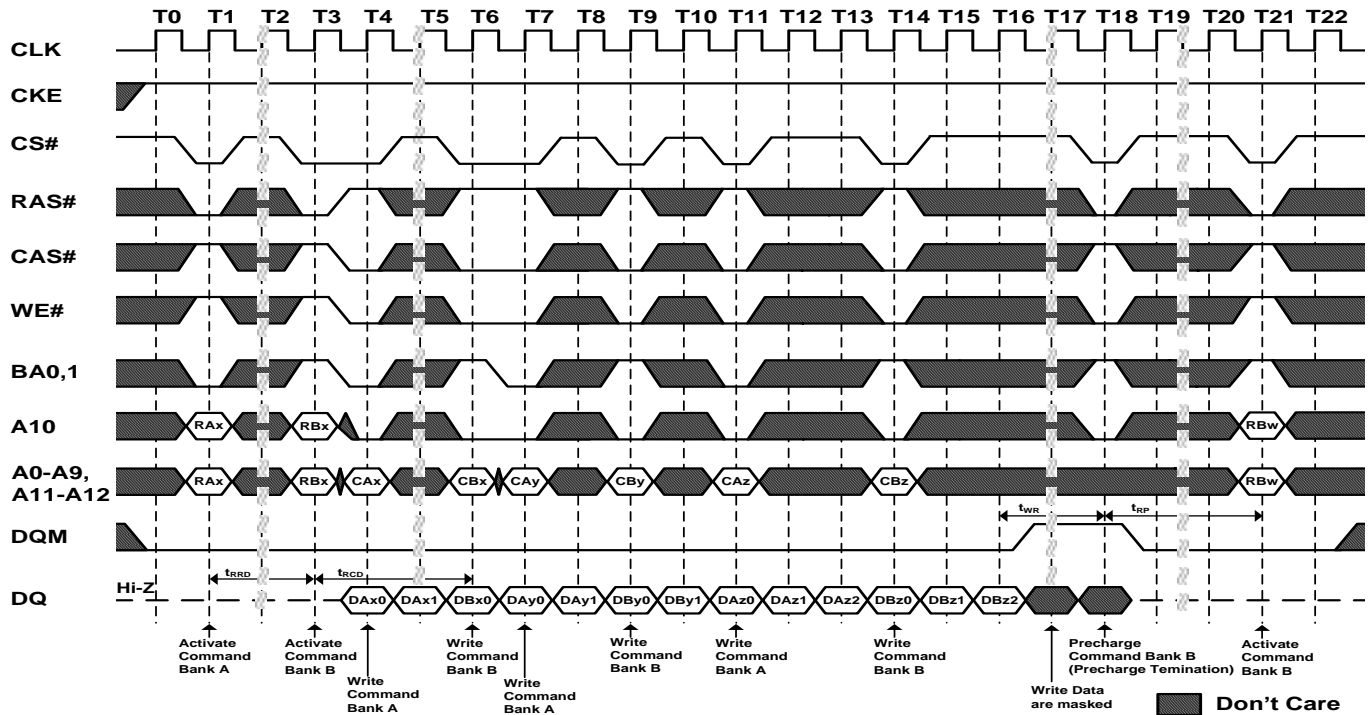 T0 T1 T2 T3 T4 T5 T6 T7 T8 T9 T10 T11 T12 T13 T14 T15 T16 T17 T18 T19 T20 T21 T22
CLK
CKE
CS#
RAS#
CAS#
WE#
BA0,1
A10
RAx RBx RBw
A0-A9,
A11-A12
RAx RBx CAx CBx CAy CBy CAz CBz RBw
tWR tRP
DQM
tRRD tRCD
Hi-Z
DQ
DAx0 DAx1 DBx0 DAy0 DAy1 DBy0 DBy1 DAz0 DAz1 DAz2 DBz0 DBz1 DBz2
Activate
Command
Bank A
Activate
Command
Bank B
Write
Command
Bank A
Write
Command
Bank B
Write
Command
Bank A
Write
Command
Bank B
Write
Command
Bank A
Write
Command
Bank B
Write Data
are masked
Precharge
Command Bank B
(Precharge Temination)
Activate
Command
Bank B
Don't Care